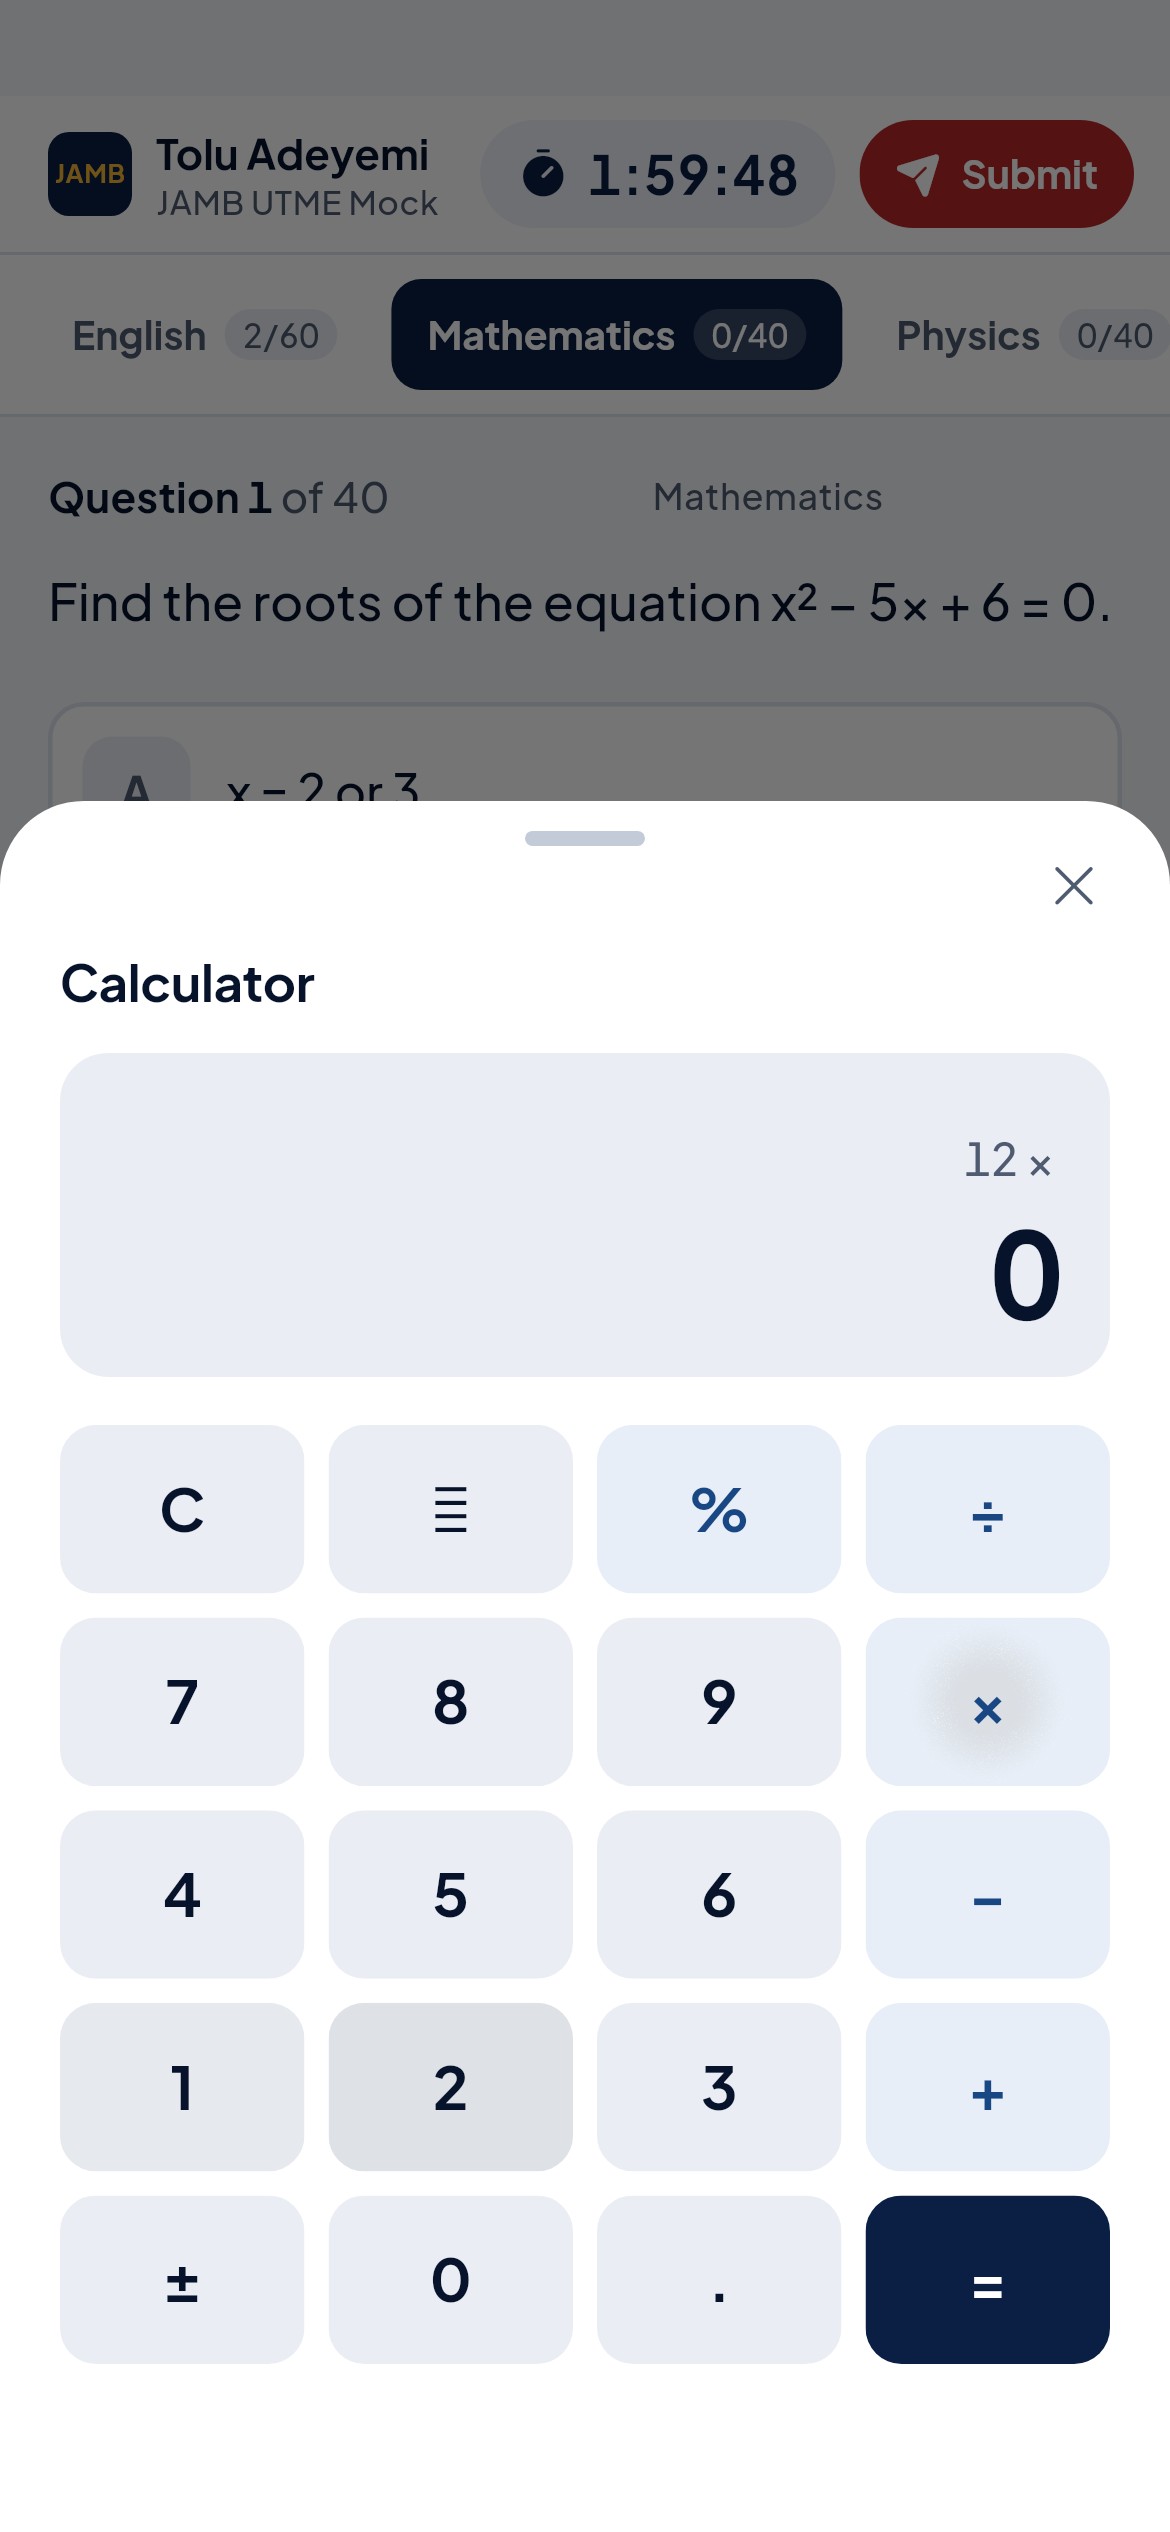 JAMB
Tolu Adeyemi
JAMB UTME Mock
1:59:48
Submit
English 2/60
Mathematics 0/40
Physics 0/40
Question 1 of 40
Mathematics
Find the roots of the equation x² – 5× + 6 = 0.
A x – 2 or 3
Calculator
12 ×
0
C % ÷
7 8 9 ×
4 5 6 –
1 2 3 +
± 0 . =